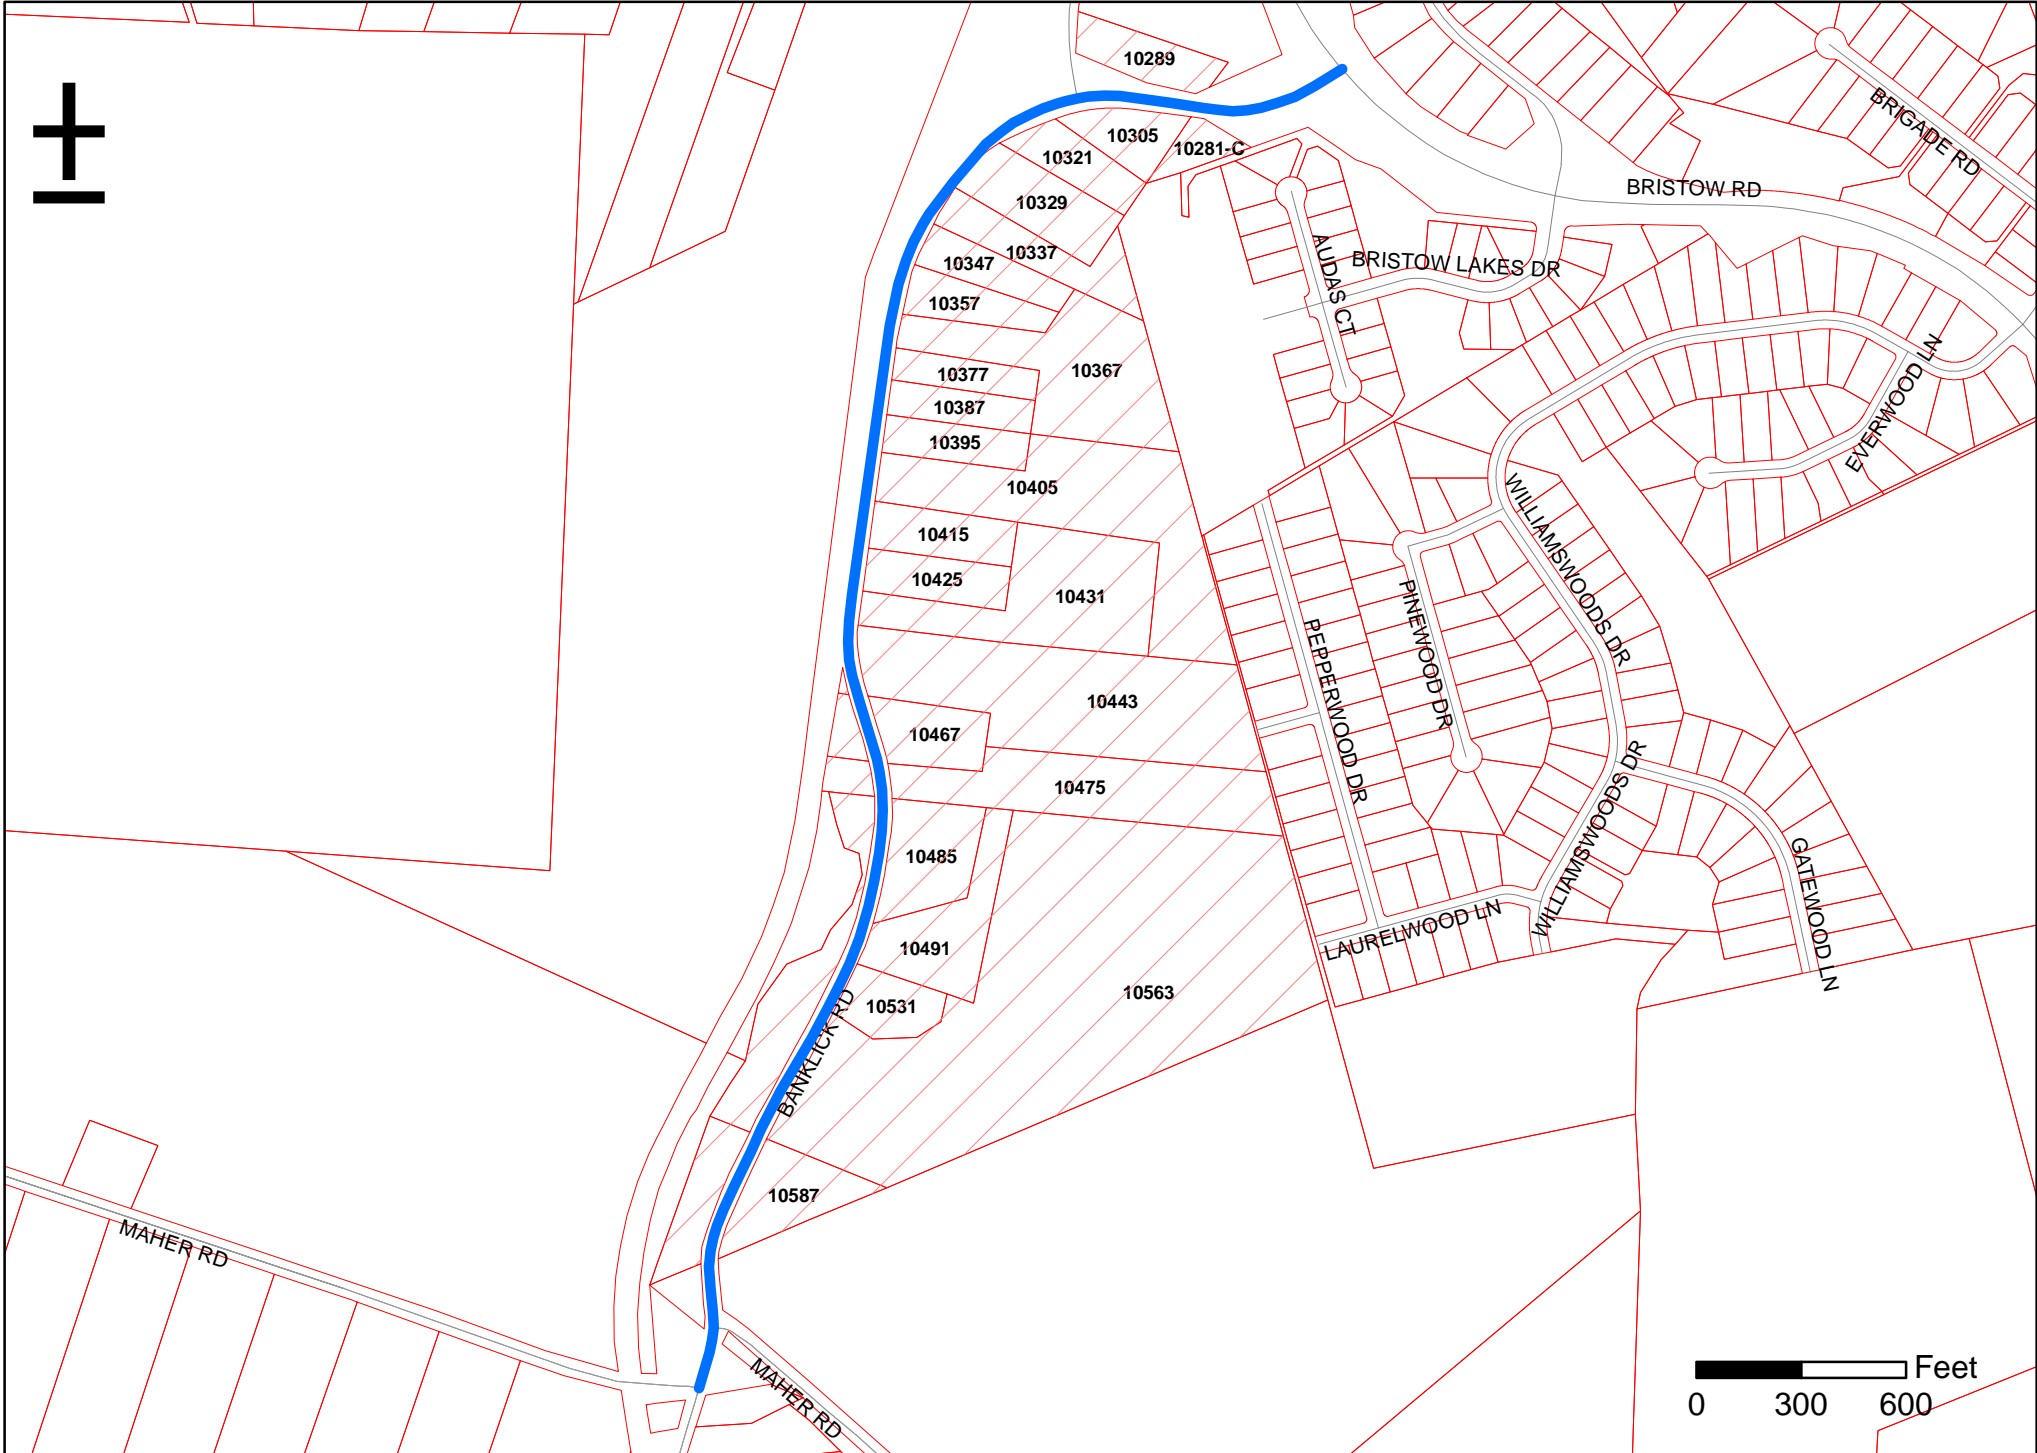 ±
10289
BRIGADE RD
10305
10281-C
10321
BRISTOW RD
10329
10337
AUDAS CT
10347
BRISTOW LAKES DR
10357
10367
10377
EVERWOOD LN
10387
10395
10405
10415
WILLIAMSWOODS DR
10425
10431
PINEWOOD DR
PEPPERWOOD DR
10443
10467
10475
WILLIAMSWOODS DR
10485
GATEWOOD LN
LAURELWOOD LN
10491
10563
10531
BANKLICK RD
10587
MAHER RD
MAHER RD
Feet
0 300 600